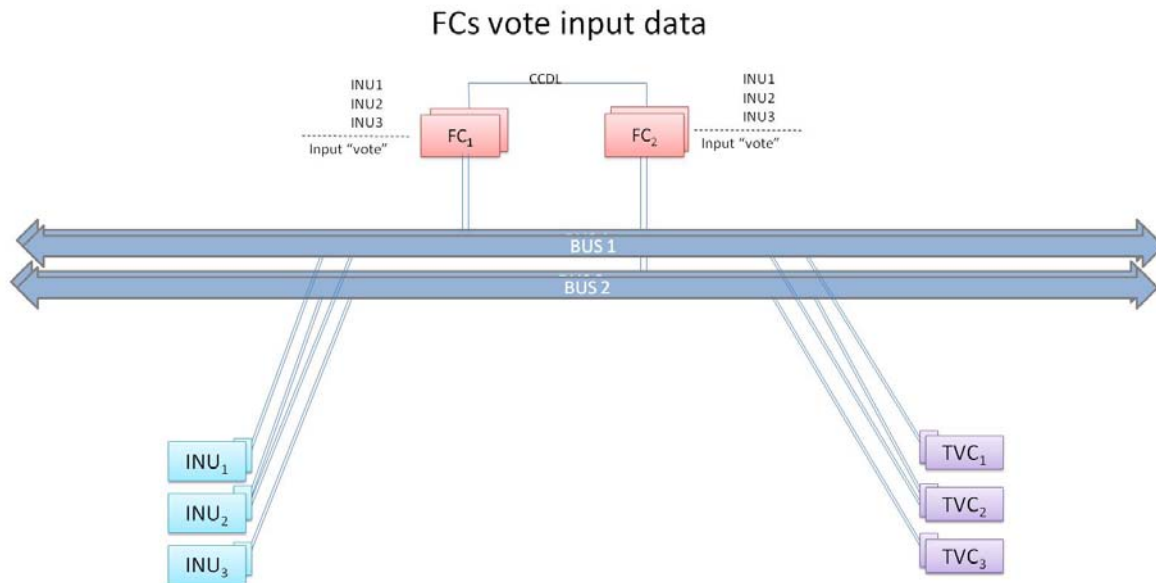 FCs vote input data
CCDL
INU1
INU2
INU3
Input “vote”
FC1
FC2
INU1
INU2
INU3
Input “vote”
BUS 1
BUS 2
INU1
INU2
INU3
TVC1
TVC2
TVC3